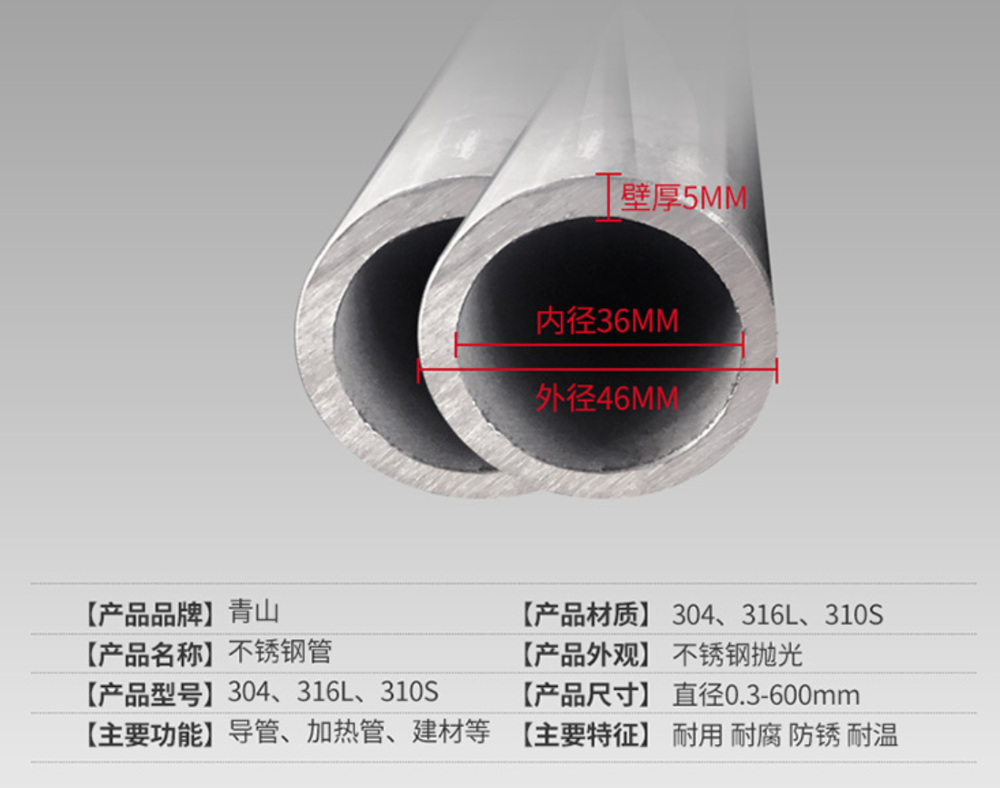 壁厚5MM
内径36MM
外径46MM
【产品品牌】青山 【产品材质】304、316L、310S
【产品名称】不锈钢管 【产品外观】不锈钢抛光
【产品型号】304、316L、310S 【产品尺寸】直径0.3-600mm
【主要功能】导管、加热管、建材等 【主要特征】耐用 耐腐 防锈 耐温